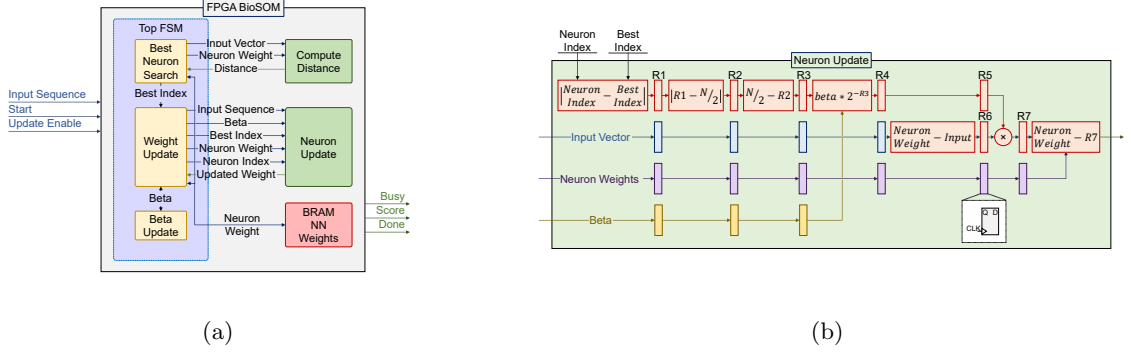 FPGA BioSOM
Top FSM
Best
Neuron
Search
Input Vector
Neuron Weight
Distance
Compute
Distance
Best Index
Input Sequence
Start
Update Enable
Weight
Update
Input Sequence
Beta
Best Index
Neuron Weight
Neuron Index
Updated Weight
Neuron
Update
Beta
Beta
Update
Neuron
Weight
BRAM
NN
Weights
Busy
Score
Done
(a)
Neuron
Index
Best
Index
Neuron Update
|Neuron Index − Best Index|
R1
|R1 − N/2|
R2
N/2 − R2
R3
beta * 2^{-R3}
R4
R5
Input Vector
Neuron Weight − Input
R6
×
R7
Neuron Weight − R7
Neuron Weights
Beta
Q D
CLK
(b)